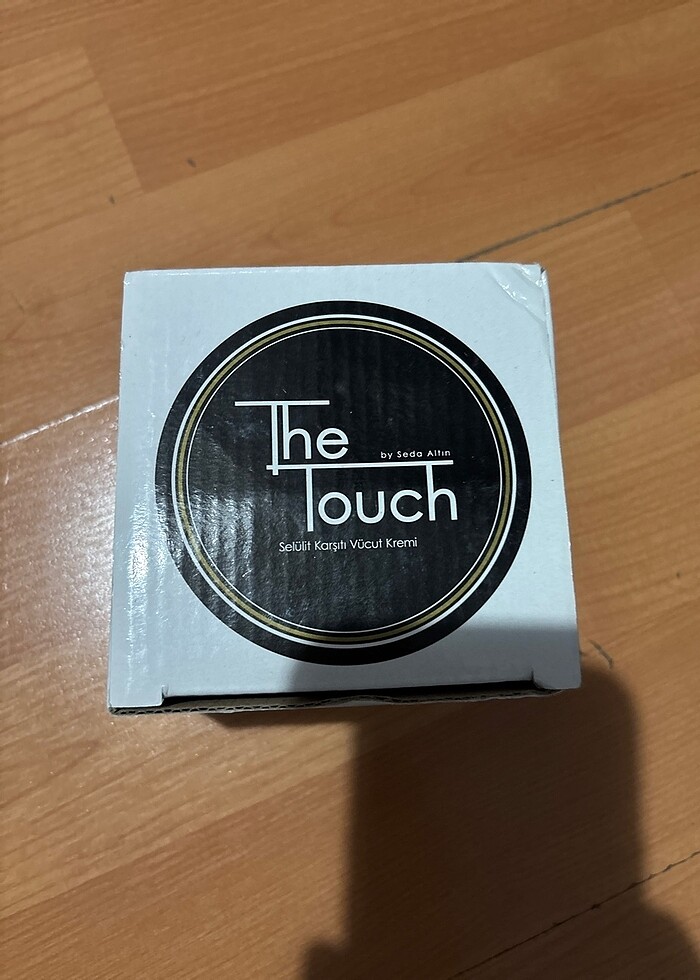 The
by Seda Altın
Touch
Selülit Karşıtı Vücut Kremi